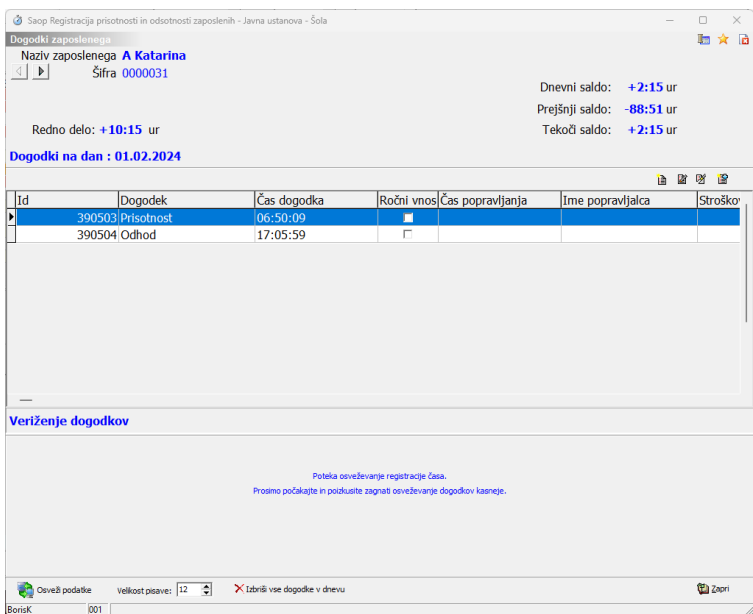 Saop Registracija prisotnosti in odsotnosti zaposlenih - Javna ustanova - Šola
Dogodki zaposlenega
Naziv zaposlenega A Katarina
Šifra 0000031
Dnevni saldo: +2:15 ur
Prejšnji saldo: -88:51 ur
Redno delo: +10:15 ur Tekoči saldo: +2:15 ur
Dogodki na dan : 01.02.2024
Id Dogodek Čas dogodka Ročni vnos Čas popravljanja Ime popravljalca Stroškov
390503 Prisotnost 06:50:09
390504 Odhod 17:05:59
Veriženje dogodkov
Poteka osveževanje registracije časa.
Prosimo počakajte in poizkusite zagnati osveževanje dogodkov kasneje.
Osveži podatke Velikost pisave: 12 Izbriši vse dogodke v dnevu Zapri
BorisK 001